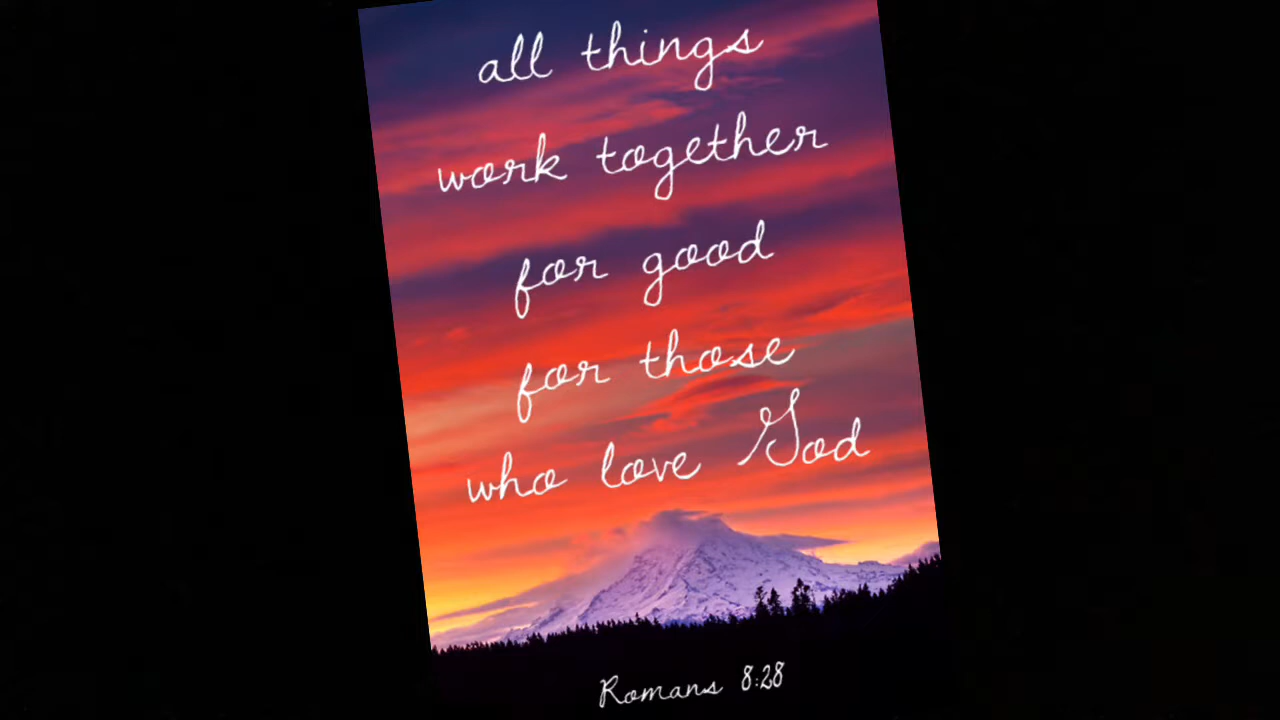 all things
work together
for good
for those
who love God
Romans 8:28